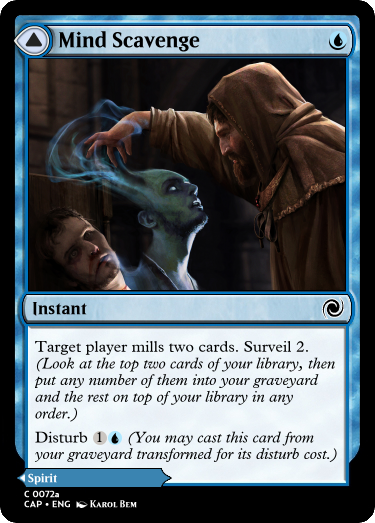 Mind Scavenge
Instant
Target player mills two cards. Surveil 2.
(Look at the top two cards of your library, then
put any number of them into your graveyard
and the rest on top of your library in any
order.)
Disturb 1 (You may cast this card from
your graveyard transformed for its disturb cost.)
Spirit
C 0072a
CAP • ENG Karol Bem